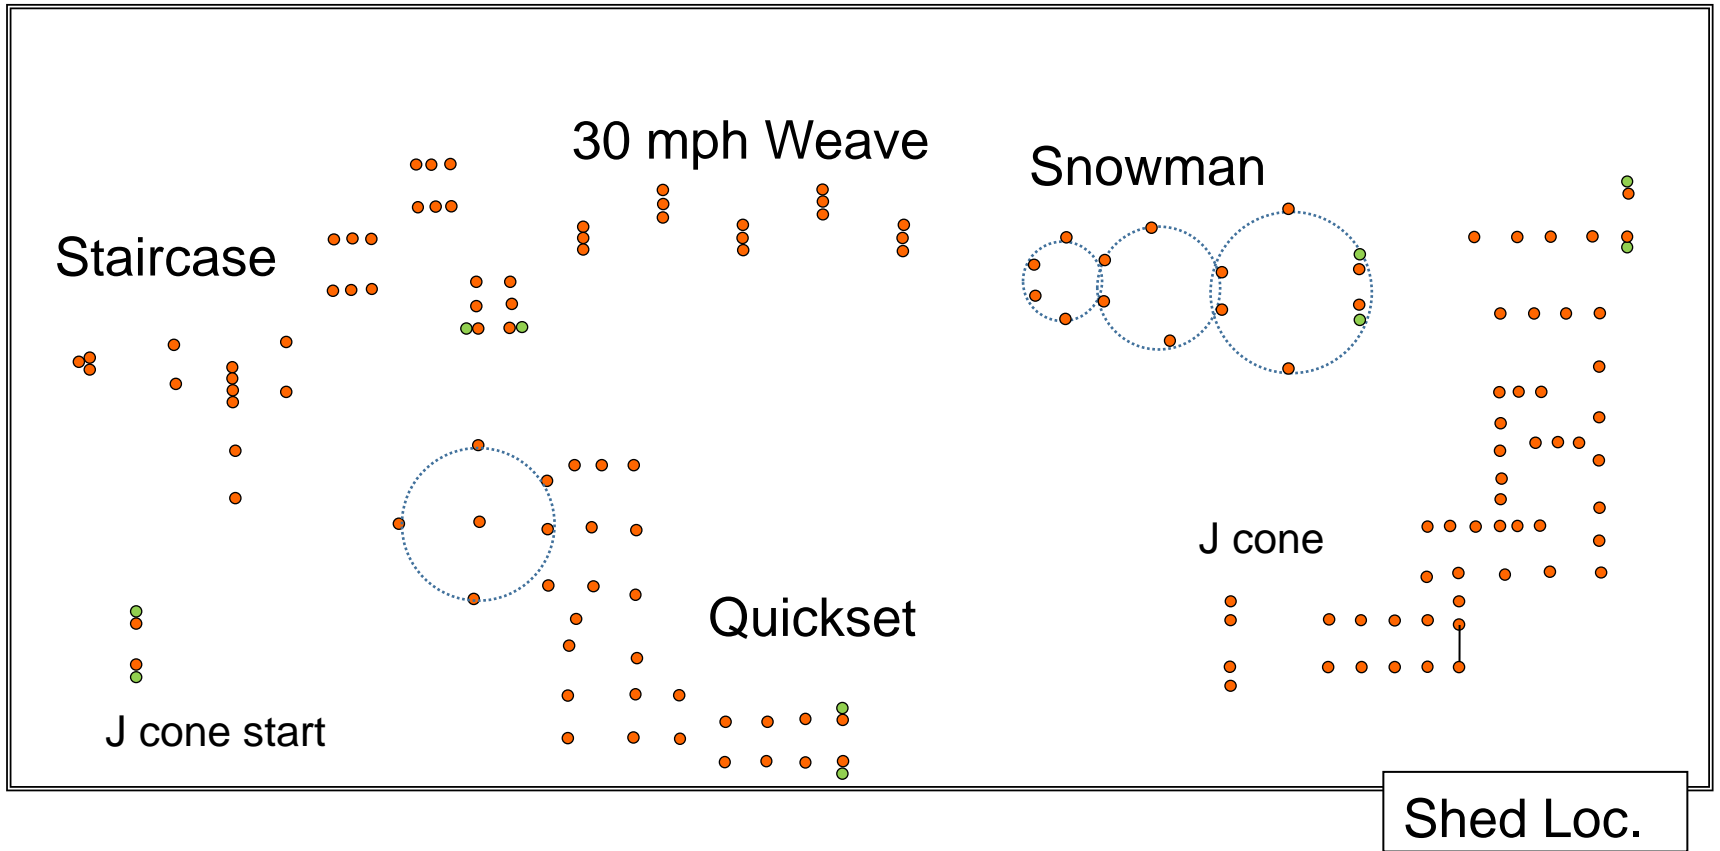 30 mph Weave
Snowman
Staircase
J cone
Quickset
J cone start
Shed Loc.